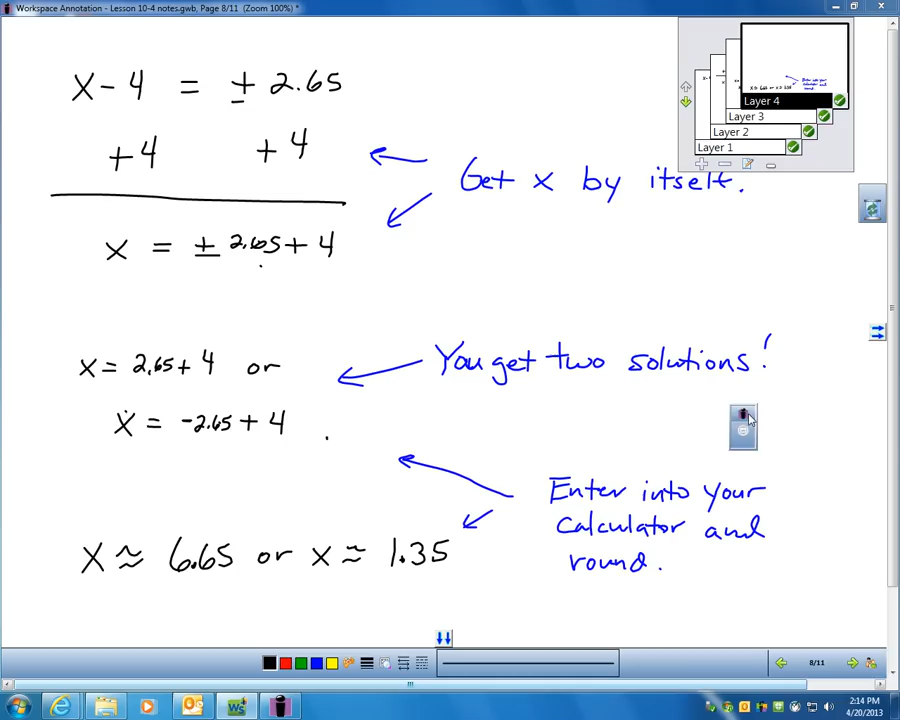 Workspace Annotation - Lesson 10-4 notes.gwb, Page 8/11 (Zoom 100%) *
x - 4 = ± 2.65
+4 +4
Get x by itself.
x = ± 2.65 + 4
x = 2.65 + 4 or
You get two solutions!
x = -2.65 + 4
Enter into your
calculator and
round.
x ≈ 6.65 or x ≈ 1.35
Layer 4
Layer 3
Layer 2
Layer 1
8/11
2:14 PM
4/20/2013